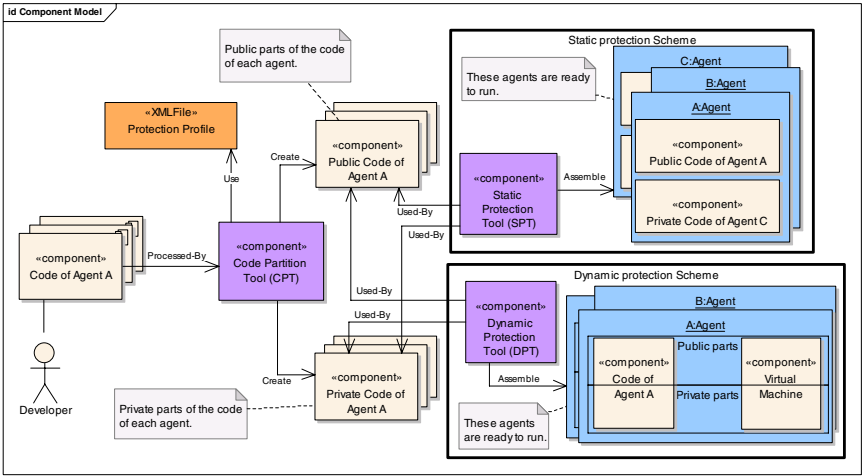 id Component Model
Public parts of the code
of each agent.
«XMLFile»
Protection Profile
Use
Create
«component»
Public Code of
Agent A
«component»
Code of Agent A
Processed-By
«component»
Code Partition
Tool (CPT)
Developer
Create
«component»
Private Code of
Agent A
Private parts of the code
of each agent.
Used-By
Used-By
Used-By
Used-By
Static protection Scheme
These agents are ready
to run.
«component»
Static
Protection
Tool (SPT)
Assemble
C:Agent
B:Agent
A:Agent
«component»
Public Code of Agent A
«component»
Private Code of Agent C
Dynamic protection Scheme
«component»
Dynamic
Protection
Tool (DPT)
Assemble
These agents
are ready to run.
B:Agent
A:Agent
Public parts
«component»
Code of
Agent A
«component»
Virtual
Machine
Private parts